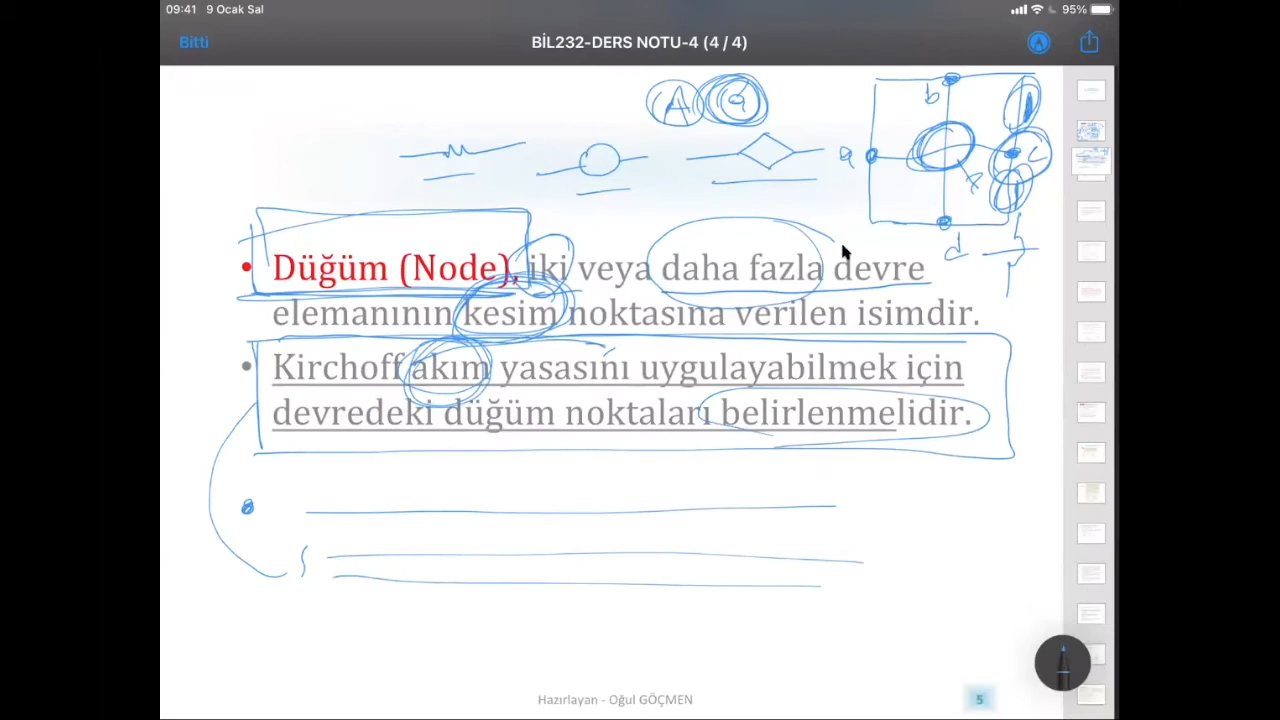 09:41 9 Ocak Sal
95%
Bitti
BİL232-DERS NOTU-4 (4 / 4)
A a
b
a
c
d
• Düğüm (Node), iki veya daha fazla devre
elemanının kesim noktasına verilen isimdir.
• Kirchoff akım yasasını uygulayabilmek için
devredeki düğüm noktaları belirlenmelidir.
Hazırlayan - Oğul GÖÇMEN
5